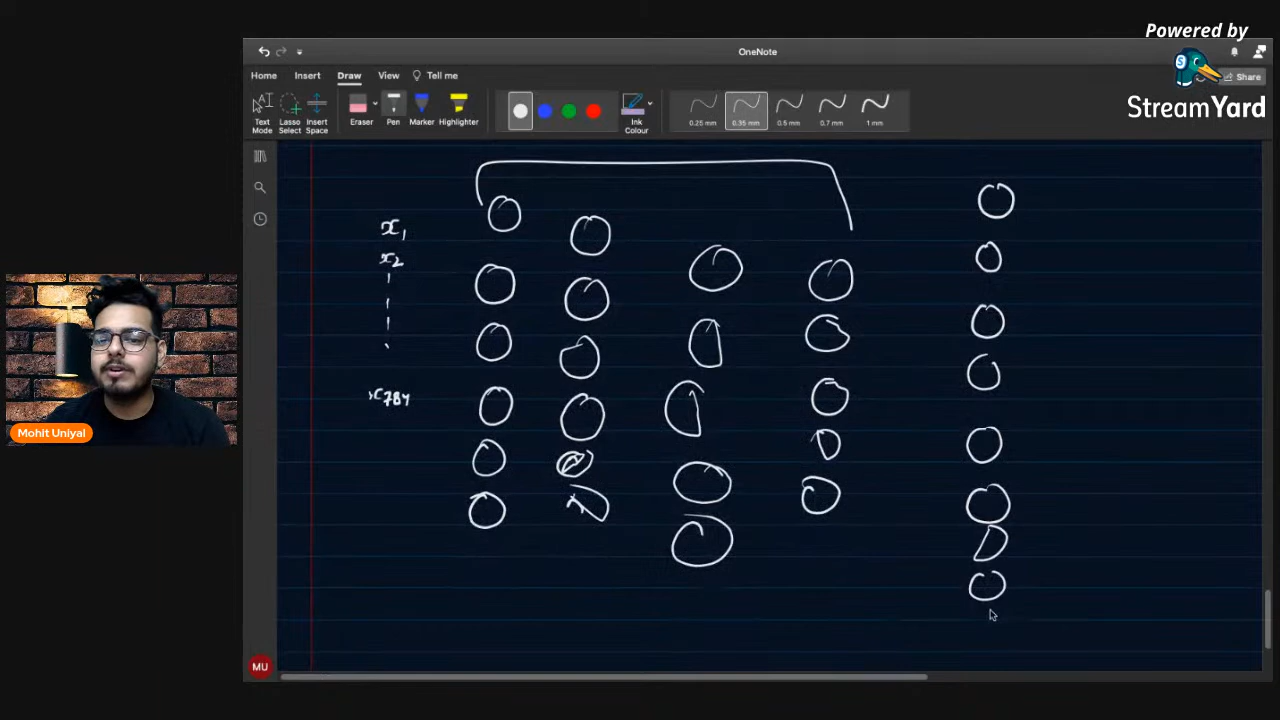 Powered by
StreamYard
OneNote
Home Insert Draw View Tell me
Share
Text Mode
Lasso Select
Insert Space
Eraser
Pen
Marker
Highlighter
Ink Colour
0.25 mm
0.35 mm
0.5 mm
0.7 mm
1 mm
x1
x2
x784
Mohit Uniyal
MU